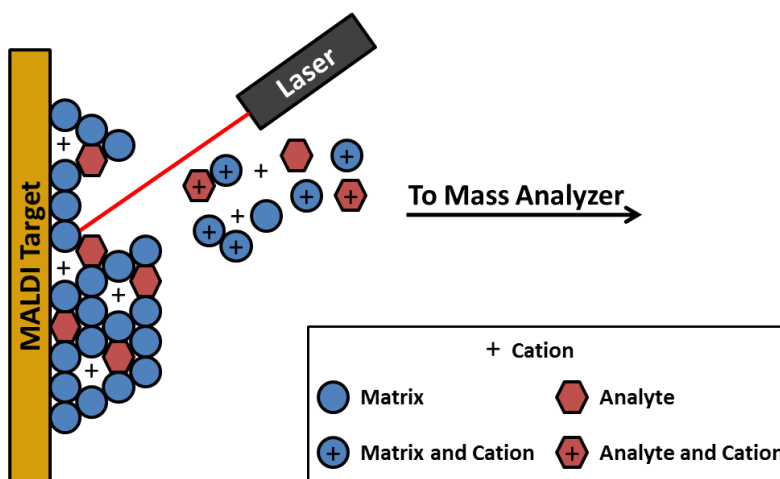 Laser
MALDI Target
To Mass Analyzer
+ Cation
Matrix
Analyte
Matrix and Cation
Analyte and Cation